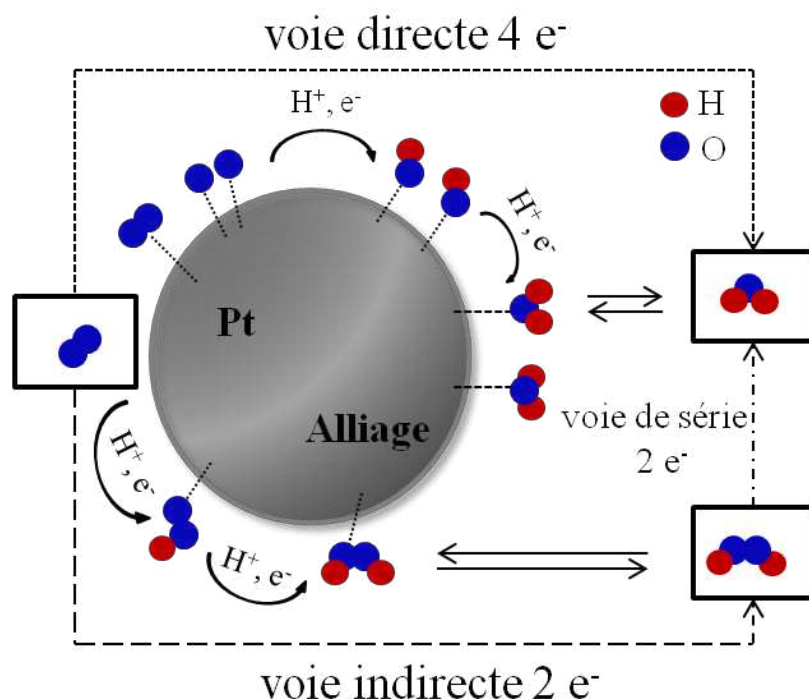 voie directe 4 e⁻
H⁺, e⁻
H
O
H⁺, e⁻
Pt
Alliage
voie de série
2 e⁻
H⁺, e⁻
H⁺, e⁻
voie indirecte 2 e⁻